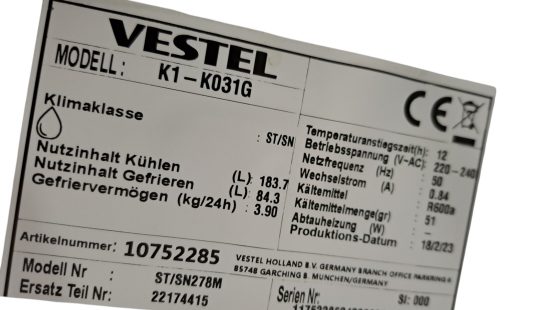 VESTEL
MODELL: K1-K031G
Klimaklasse : ST/SN
Nutzinhalt Kühlen (L): 183.7
Nutzinhalt Gefrieren (L): 84.3
Gefriervermögen (kg/24h): 3.90
CE
Temperaturanstiegszeit(h): 12
Betriebsspannung (V~AC): 220-240
Netzfrequenz (Hz) : 50
Wechselstrom (A) : 0.84
Kältemittel : R600a
Kältemittelmenge(gr) : 51
Abtauheizung (W) : -
Produktions-Datum : 18/2/23
Artikelnummer: 10752285
VESTEL HOLLAND B.V. GERMANY BRANCH OFFICE PARKRING 6
85748 GARCHING B. MÜNCHEN/GERMANY
Modell Nr : ST/SN278M
Ersatz Teil Nr : 22174415
Serien Nr: SI: 000